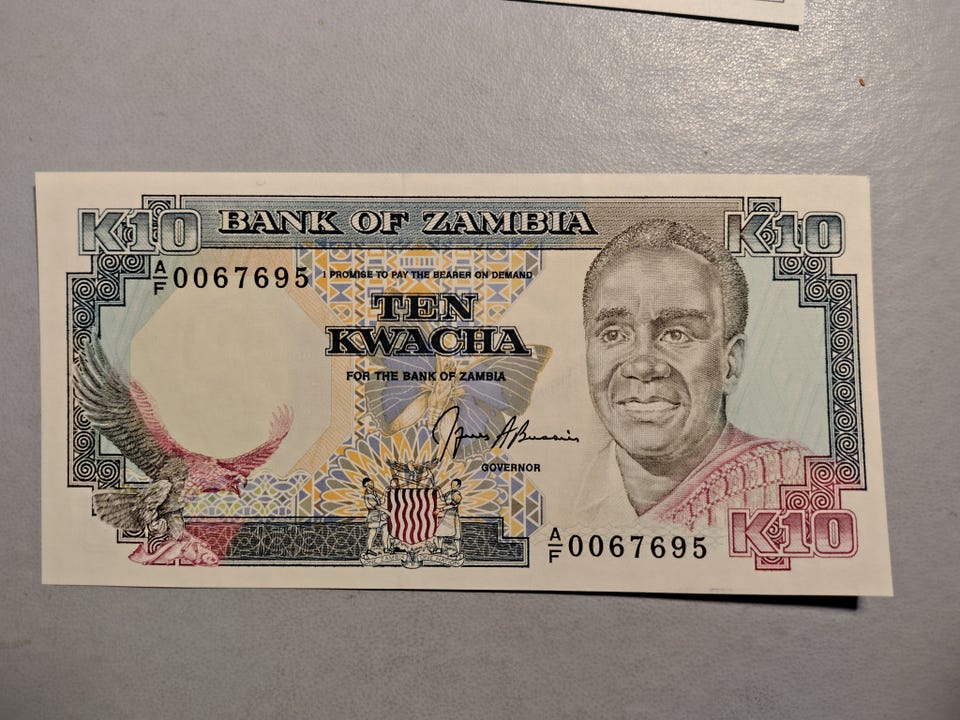 K10 BANK OF ZAMBIA K10
A/F 0067695
I PROMISE TO PAY THE BEARER ON DEMAND
TEN
KWACHA
FOR THE BANK OF ZAMBIA
GOVERNOR
A/F 0067695
K10